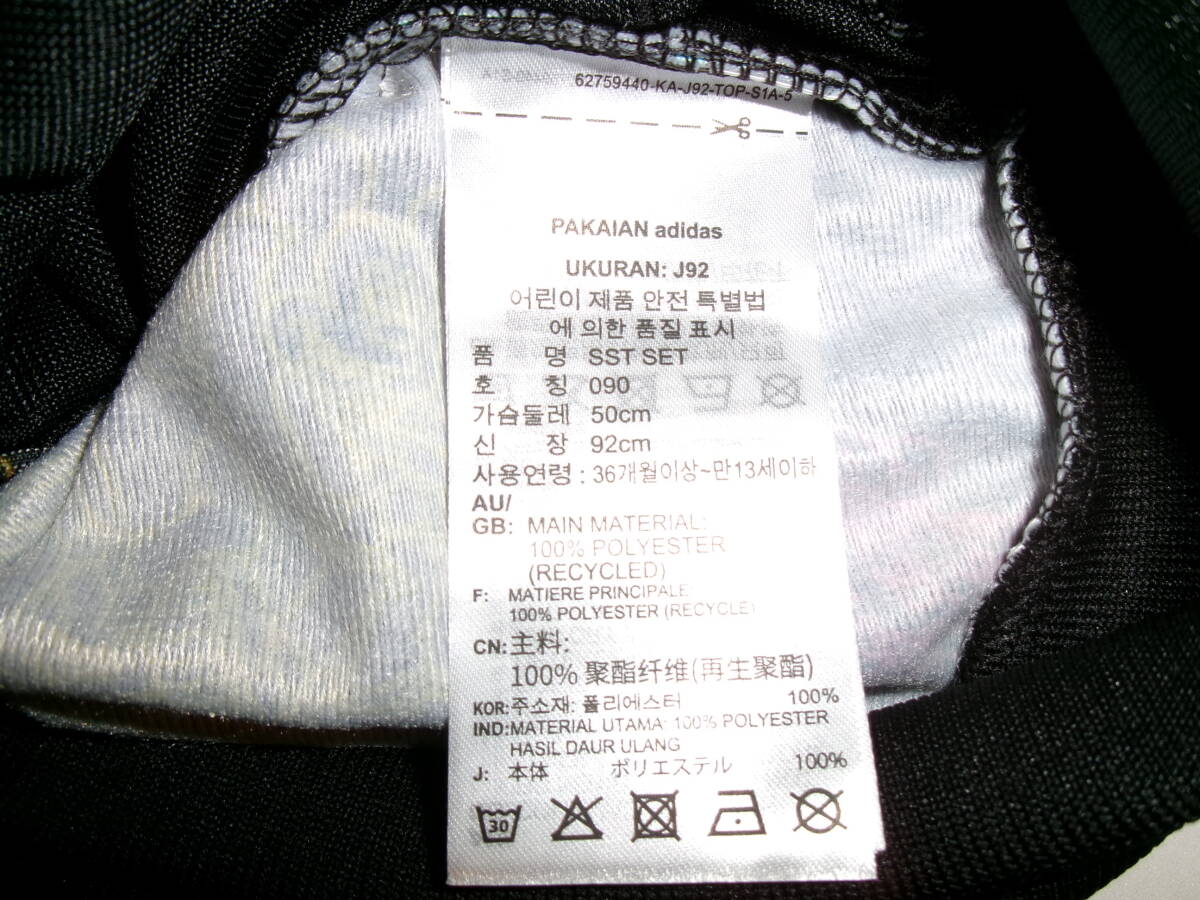 62759440-KA-J92-TOP-S1A-5
PAKAIAN adidas
UKURAN: J92
어린이 제품 안전 특별법
에 의한 품질 표시
품 명 SST SET
호 칭 090
가슴둘레 50cm
신 장 92cm
사용연령 : 36개월이상~만13세이하
AU/
GB: MAIN MATERIAL:
100% POLYESTER
(RECYCLED)
F: MATIERE PRINCIPALE:
100% POLYESTER (RECYCLE)
CN: 主料:
100% 聚酯纤维(再生聚酯)
KOR: 주소재: 폴리에스터 100%
IND: MATERIAL UTAMA: 100% POLYESTER
HASIL DAUR ULANG
J: 本体 ポリエステル 100%
30